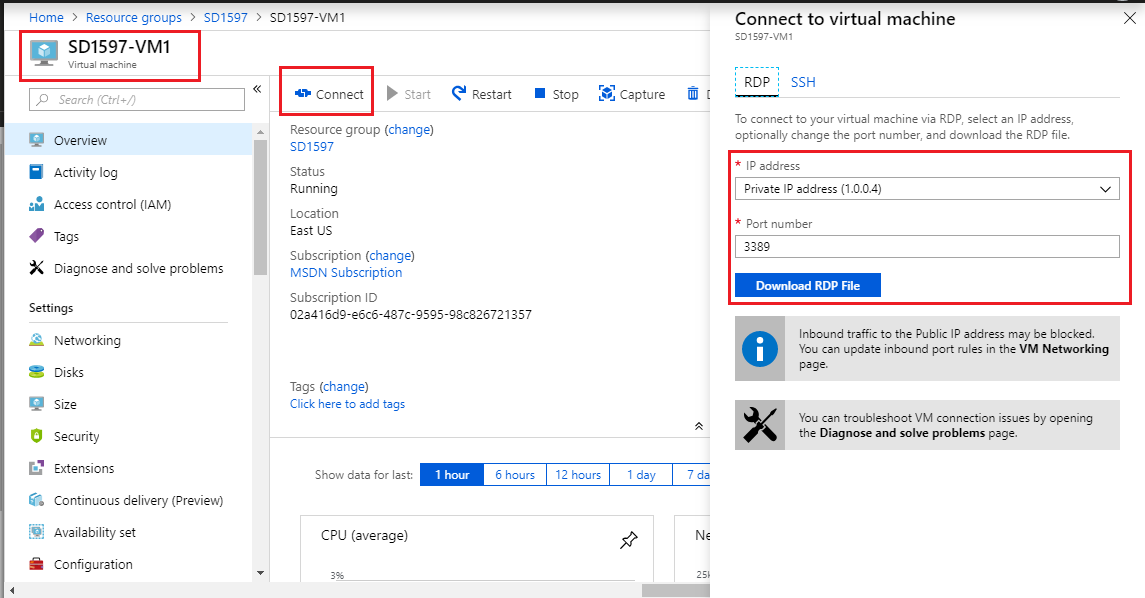 Home > Resource groups > SD1597 > SD1597-VM1
SD1597-VM1
Virtual machine
Search (Ctrl+/)
Overview
Activity log
Access control (IAM)
Tags
Diagnose and solve problems
Settings
Networking
Disks
Size
Security
Extensions
Continuous delivery (Preview)
Availability set
Configuration
Connect Start Restart Stop Capture D
Resource group (change)
SD1597
Status
Running
Location
East US
Subscription (change)
MSDN Subscription
Subscription ID
02a416d9-e6c6-487c-9595-98c826721357
Tags (change)
Click here to add tags
Show data for last: 1 hour 6 hours 12 hours 1 day 7 da
CPU (average) Ne
3% 25k
Connect to virtual machine
SD1597-VM1
RDP SSH
To connect to your virtual machine via RDP, select an IP address,
optionally change the port number, and download the RDP file.
* IP address
Private IP address (1.0.0.4)
* Port number
3389
Download RDP File
Inbound traffic to the Public IP address may be blocked.
You can update inbound port rules in the VM Networking
page.
You can troubleshoot VM connection issues by opening
the Diagnose and solve problems page.